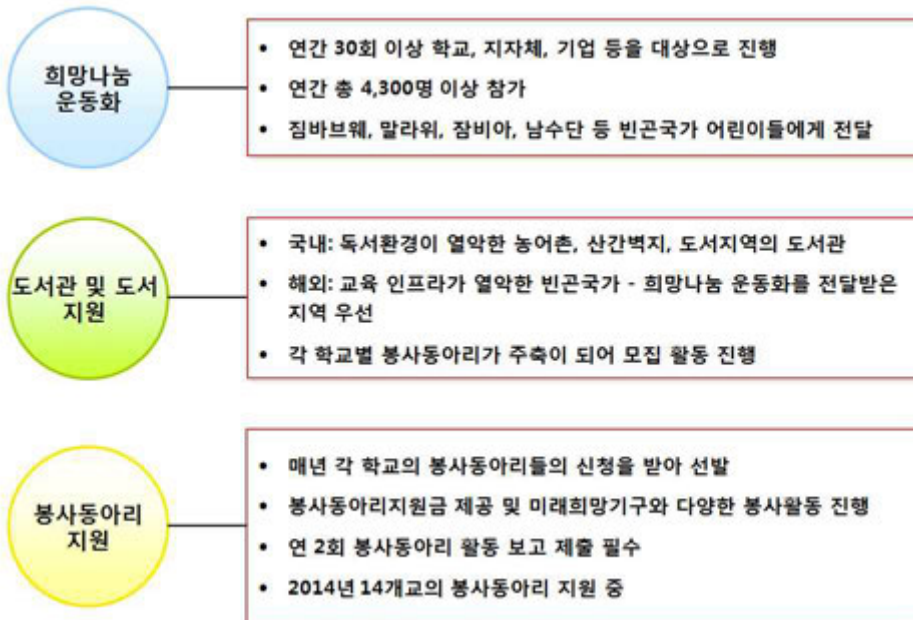 희망나눔
운동화
• 연간 30회 이상 학교, 지자체, 기업 등을 대상으로 진행
• 연간 총 4,300명 이상 참가
• 짐바브웨, 말라위, 잠비아, 남수단 등 빈곤국가 어린이들에게 전달
도서관 및 도서
지원
• 국내: 독서환경이 열악한 농어촌, 산간벽지, 도서지역의 도서관
• 해외: 교육 인프라가 열악한 빈곤국가 - 희망나눔 운동화를 전달받은
지역 우선
• 각 학교별 봉사동아리가 주축이 되어 모집 활동 진행
봉사동아리
지원
• 매년 각 학교의 봉사동아리들의 신청을 받아 선발
• 봉사동아리지원금 제공 및 미래희망기구와 다양한 봉사활동 진행
• 연 2회 봉사동아리 활동 보고 제출 필수
• 2014년 14개교의 봉사동아리 지원 중